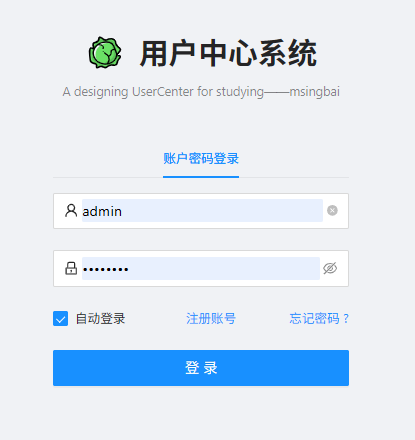 用户中心系统
A designing UserCenter for studying——msingbai
账户密码登录
admin
••••••••
自动登录 注册账号 忘记密码 ?
登 录